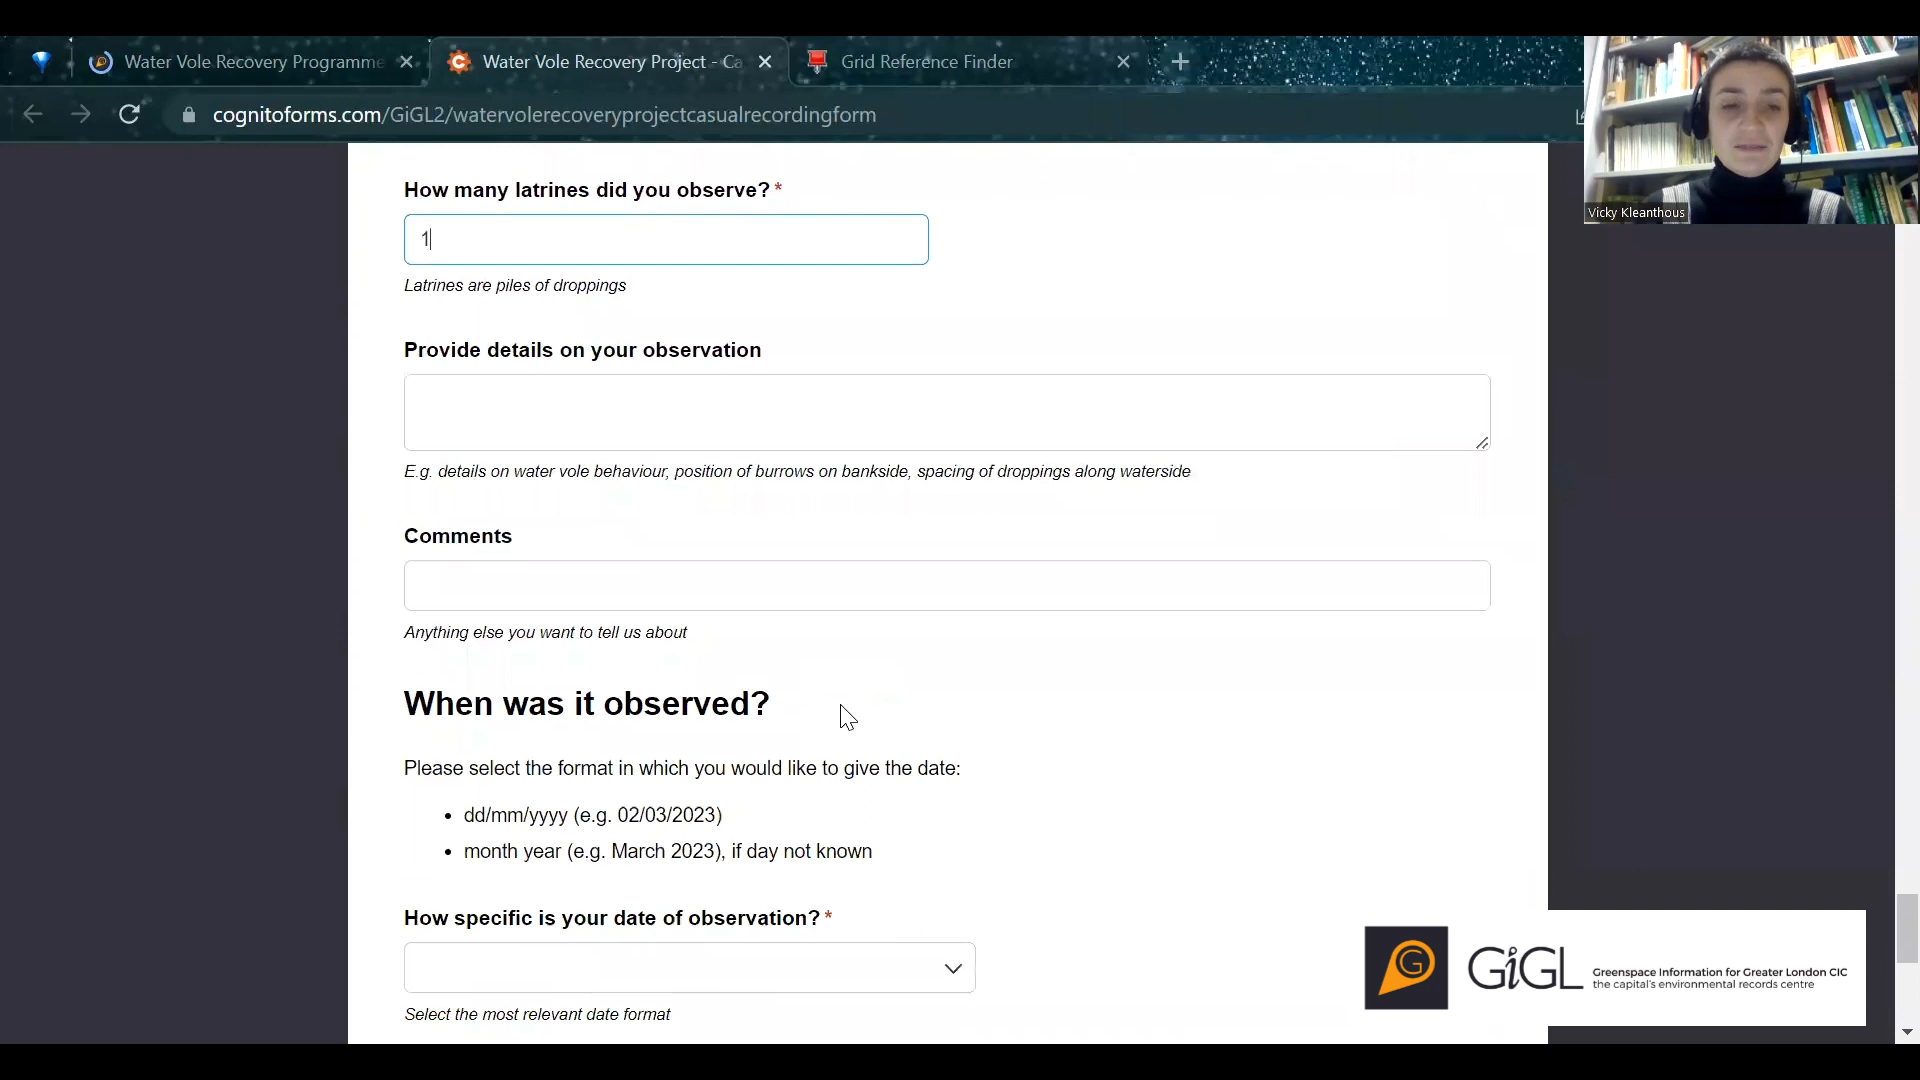 Water Vole Recovery Programme
Water Vole Recovery Project - Ca
Grid Reference Finder
cognitoforms.com/GiGL2/watervolerecoveryprojectcasualrecordingform
Vicky Kleanthous
How many latrines did you observe? *
1
Latrines are piles of droppings
Provide details on your observation
E.g. details on water vole behaviour, position of burrows on bankside, spacing of droppings along waterside
Comments
Anything else you want to tell us about
When was it observed?
Please select the format in which you would like to give the date:
• dd/mm/yyyy (e.g. 02/03/2023)
• month year (e.g. March 2023), if day not known
How specific is your date of observation? *
Select the most relevant date format
G GiGL
Greenspace Information for Greater London CIC
the capital's environmental records centre